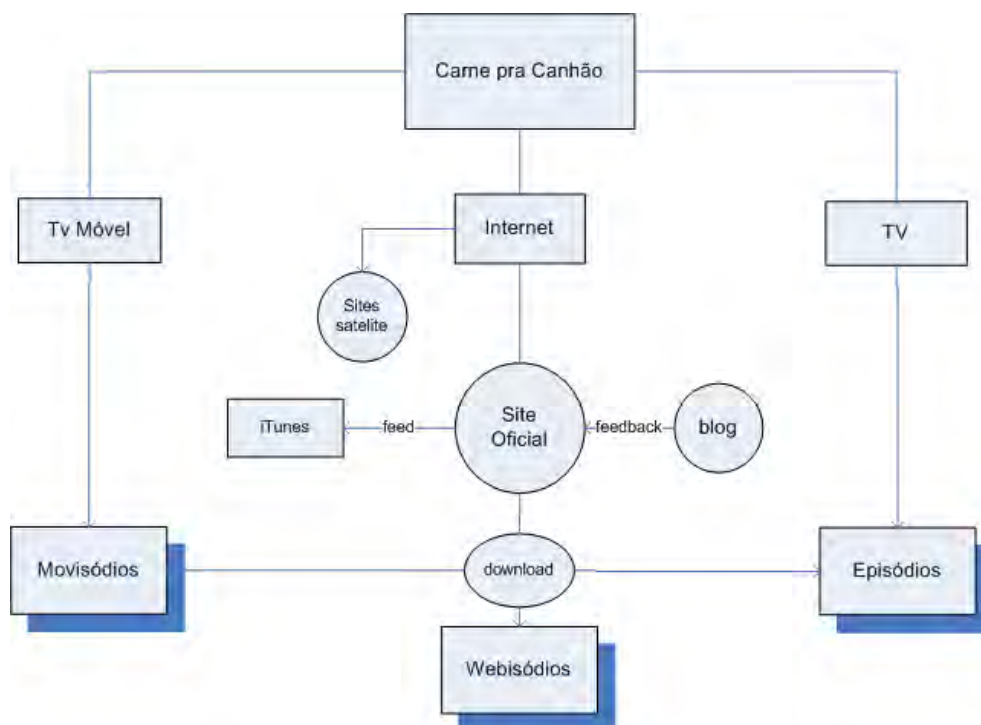 Carne pra Canhão
Tv Móvel
Internet
TV
Sites
satelite
iTunes
feed
Site
Oficial
feedback
blog
Movisódios
download
Episódios
Webisódios